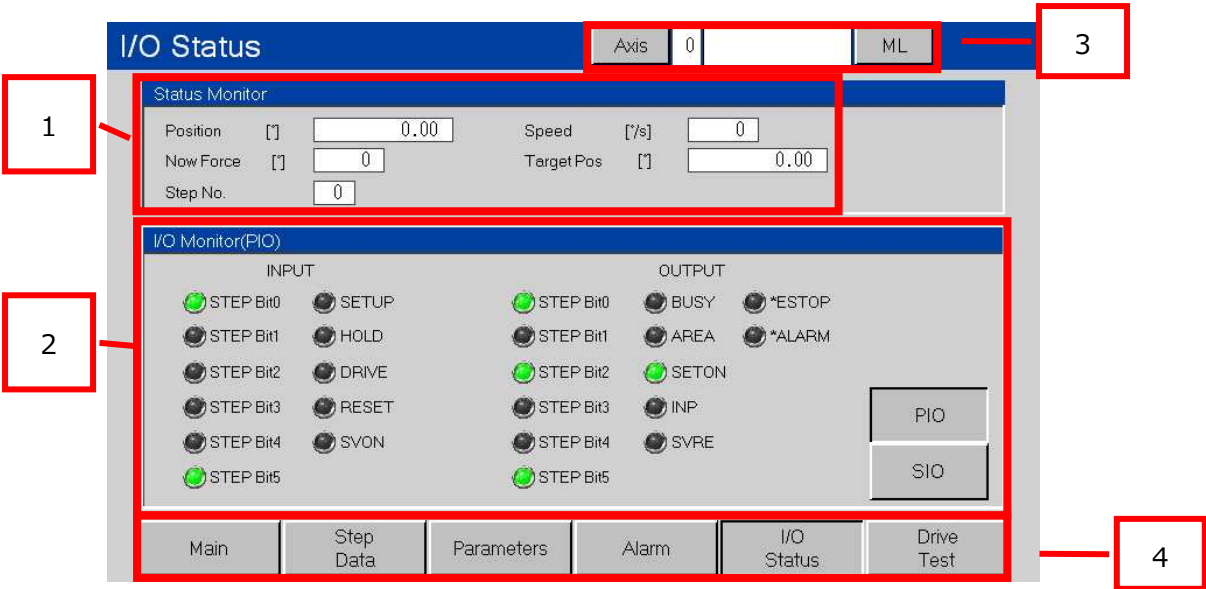 I/O Status Axis 0 ML 3
1
Status Monitor
Position [°] 0.00 Speed [°/s] 0
Now Force [°] 0 Target Pos [°] 0.00
Step No. 0
2
I/O Monitor(PIO)
INPUT OUTPUT
STEP Bit0 SETUP STEP Bit0 BUSY *ESTOP
STEP Bit1 HOLD STEP Bit1 AREA *ALARM
STEP Bit2 DRIVE STEP Bit2 SETON
STEP Bit3 RESET STEP Bit3 INP PIO
STEP Bit4 SVON STEP Bit4 SVRE
STEP Bit5 STEP Bit5 SIO
Main Step Data Parameters Alarm I/O Status Drive Test 4